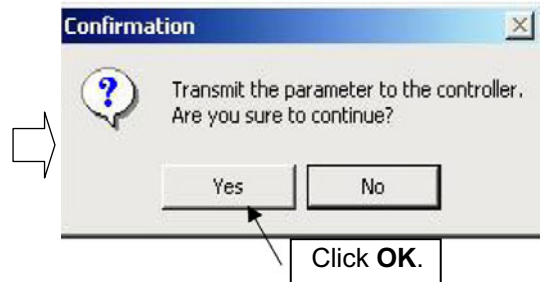 Confirmation
Transmit the parameter to the controller.
Are you sure to continue?
Yes No
Click OK.